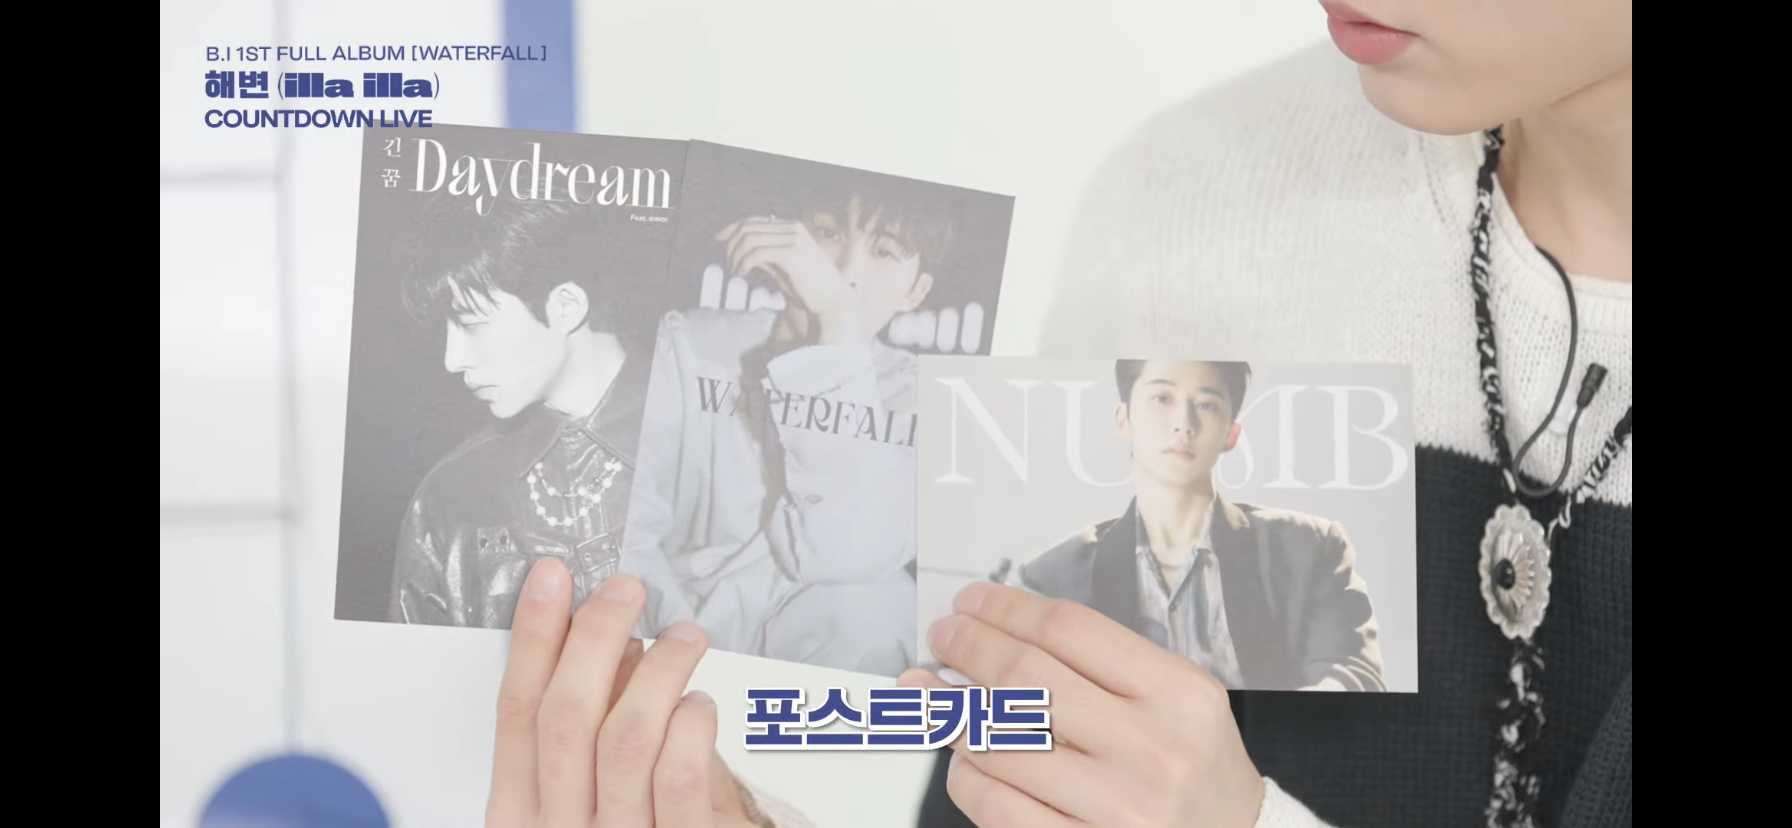 B.I 1ST FULL ALBUM [WATERFALL]
해변 (illa illa)
COUNTDOWN LIVE
긴 꿈
Daydream
Feat.
WATERFALL
NUMB
포스트카드